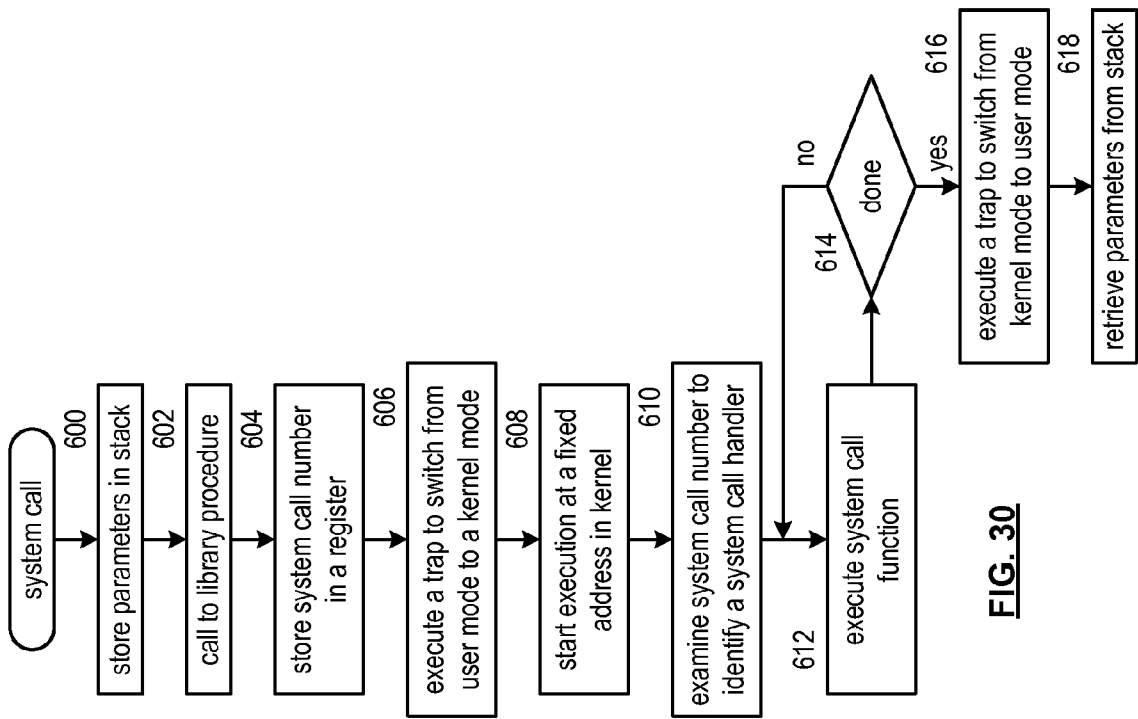 system call
600
store parameters in stack
602
call to library procedure
604
store system call number
in a register
606
execute a trap to switch from
user mode to a kernel mode
608
start execution at a fixed
address in kernel
610
examine system call number to
identify a system call handler
612
execute system call
function
614
done
no
yes
616
execute a trap to switch from
kernel mode to user mode
618
retrieve parameters from stack
FIG. 30